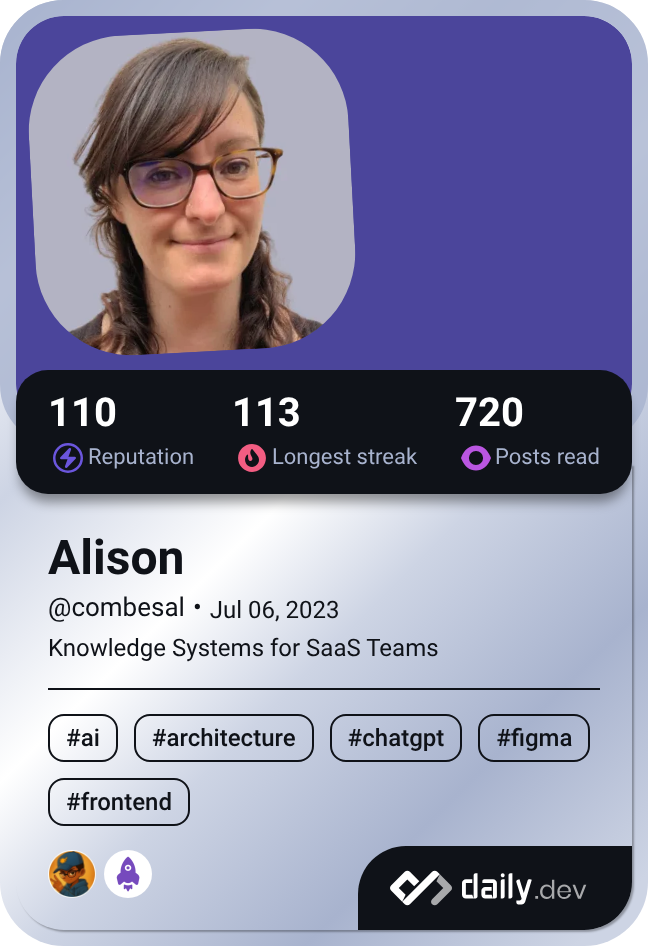 110 113 720
Reputation Longest streak Posts read
Alison
@combesal • Jul 06, 2023
Knowledge Systems for SaaS Teams
#ai #architecture #chatgpt #figma
#frontend
daily.dev